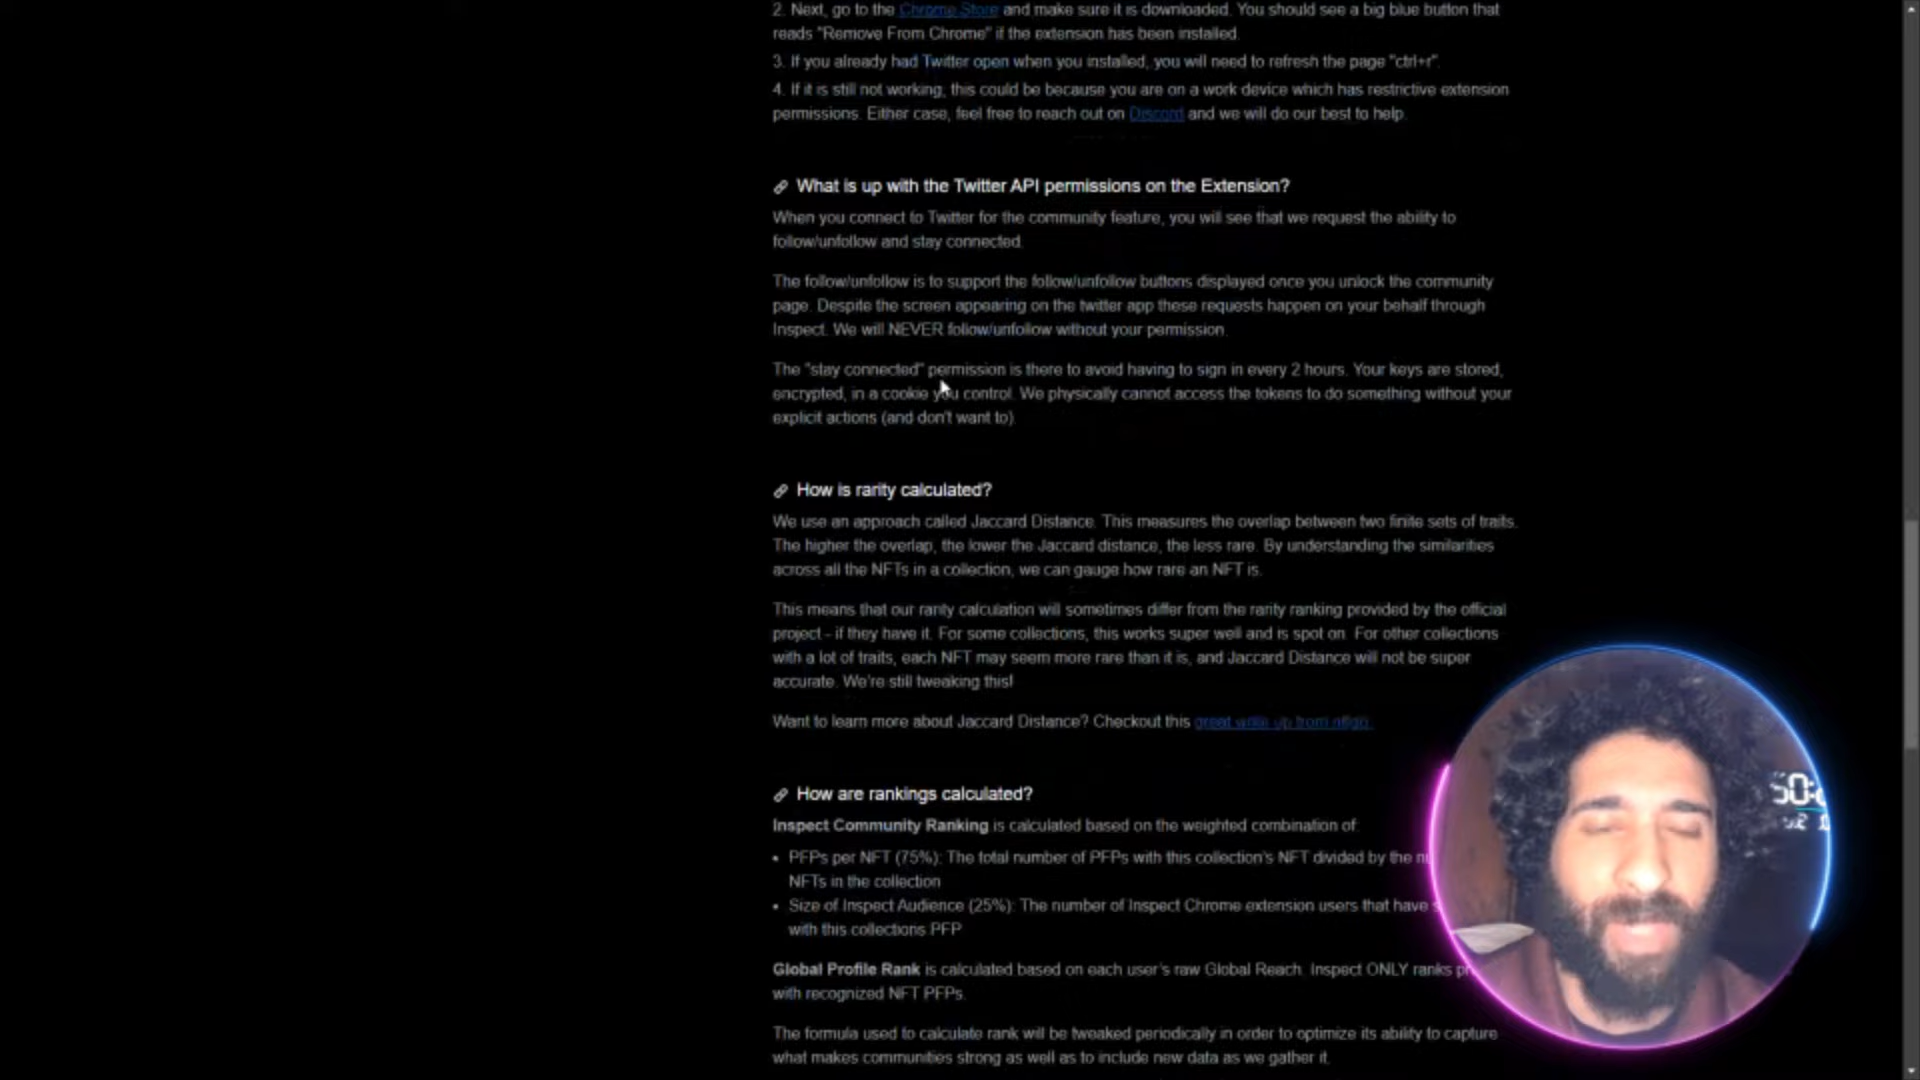 2. Next, go to the Chrome Store and make sure it is downloaded. You should see a big blue button that
reads "Remove From Chrome" if the extension has been installed.
3. If you already had Twitter open when you installed, you will need to refresh the page "ctrl+r".
4. If it is still not working, this could be because you are on a work device which has restrictive extension
permissions. Either case, feel free to reach out on Discord and we will do our best to help.
What is up with the Twitter API permissions on the Extension?
When you connect to Twitter for the community feature, you will see that we request the ability to
follow/unfollow and stay connected.
The follow/unfollow is to support the follow/unfollow buttons displayed once you unlock the community
page. Despite the screen appearing on the twitter app these requests happen on your behalf through
Inspect. We will NEVER follow/unfollow without your permission.
The "stay connected" permission is there to avoid having to sign in every 2 hours. Your keys are stored,
encrypted, in a cookie you control. We physically cannot access the tokens to do something without your
explicit actions (and don't want to).
How is rarity calculated?
We use an approach called Jaccard Distance. This measures the overlap between two finite sets of traits.
The higher the overlap, the lower the Jaccard distance, the less rare. By understanding the similarities
across all the NFTs in a collection, we can gauge how rare an NFT is.
This means that our rarity calculation will sometimes differ from the rarity ranking provided by the official
project - if they have it. For some collections, this works super well and is spot on. For other collections
with a lot of traits, each NFT may seem more rare than it is, and Jaccard Distance will not be super
accurate. We're still tweaking this!
Want to learn more about Jaccard Distance? Checkout this great write up from nftgo.
How are rankings calculated?
Inspect Community Ranking is calculated based on the weighted combination of:
• PFPs per NFT (75%): The total number of PFPs with this collection's NFT divided by the
NFTs in the collection
• Size of Inspect Audience (25%): The number of Inspect Chrome extension users that have
with this collections PFP
Global Profile Rank is calculated based on each user's raw Global Reach. Inspect ONLY ranks
with recognized NFT PFPs.
The formula used to calculate rank will be tweaked periodically in order to optimize its ability to capture
what makes communities strong as well as to include new data as we gather it.